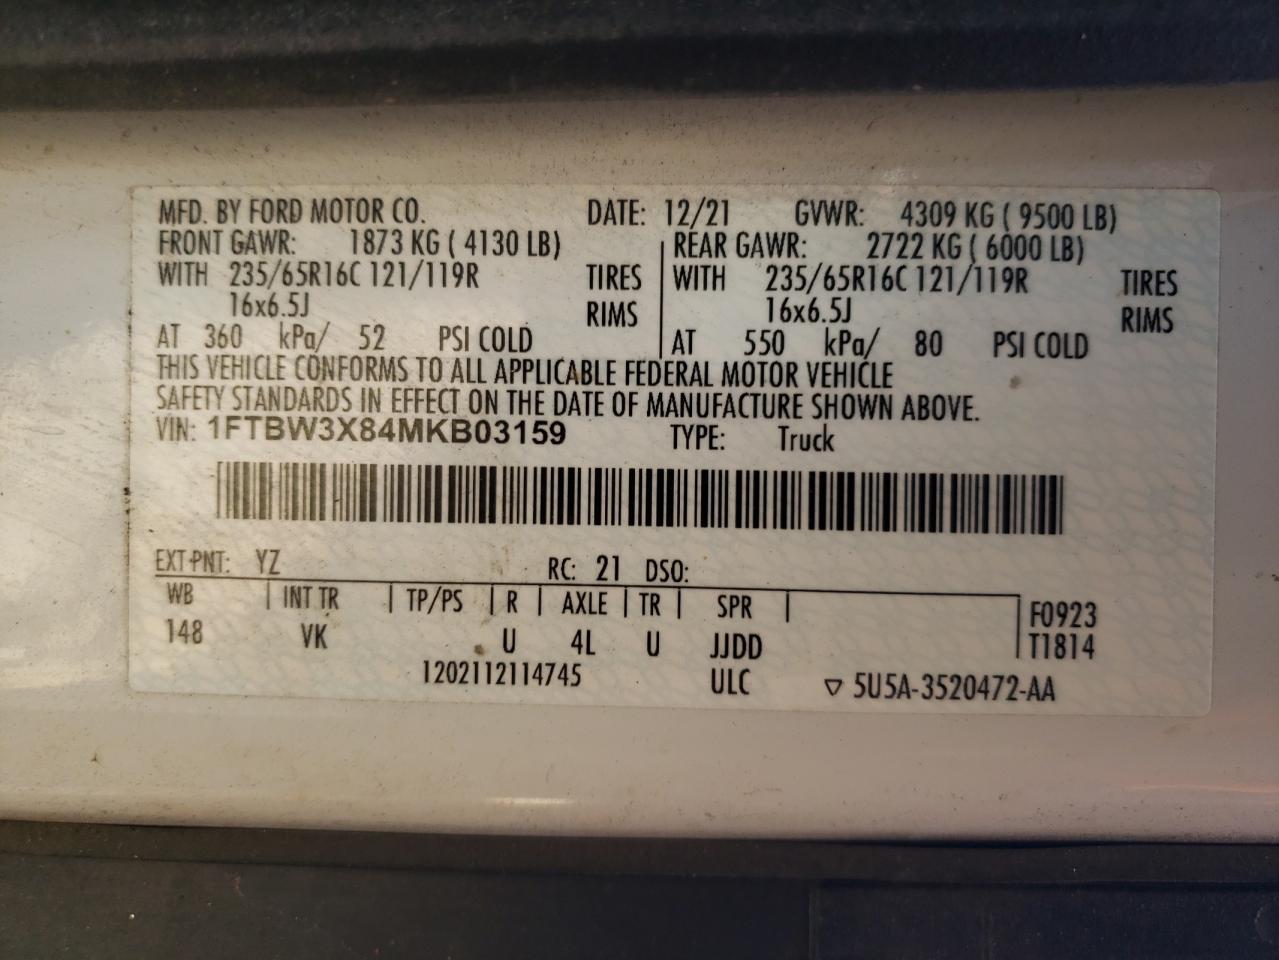 MFD. BY FORD MOTOR CO. DATE: 12/21 GVWR: 4309 KG ( 9500 LB)
FRONT GAWR: 1873 KG ( 4130 LB) REAR GAWR: 2722 KG ( 6000 LB)
WITH 235/65R16C 121/119R TIRES WITH 235/65R16C 121/119R TIRES
16x6.5J RIMS 16x6.5J RIMS
AT 360 kPa/ 52 PSI COLD AT 550 kPa/ 80 PSI COLD
THIS VEHICLE CONFORMS TO ALL APPLICABLE FEDERAL MOTOR VEHICLE
SAFETY STANDARDS IN EFFECT ON THE DATE OF MANUFACTURE SHOWN ABOVE.
VIN: 1FTBW3X84MKB03159 TYPE: Truck
EXT PNT: YZ RC: 21 DSO:
WB INT TR TP/PS R AXLE TR SPR F0923
148 VK U 4L U JJDD T1814
1202112114745 ULC ▽ 5U5A-3520472-AA